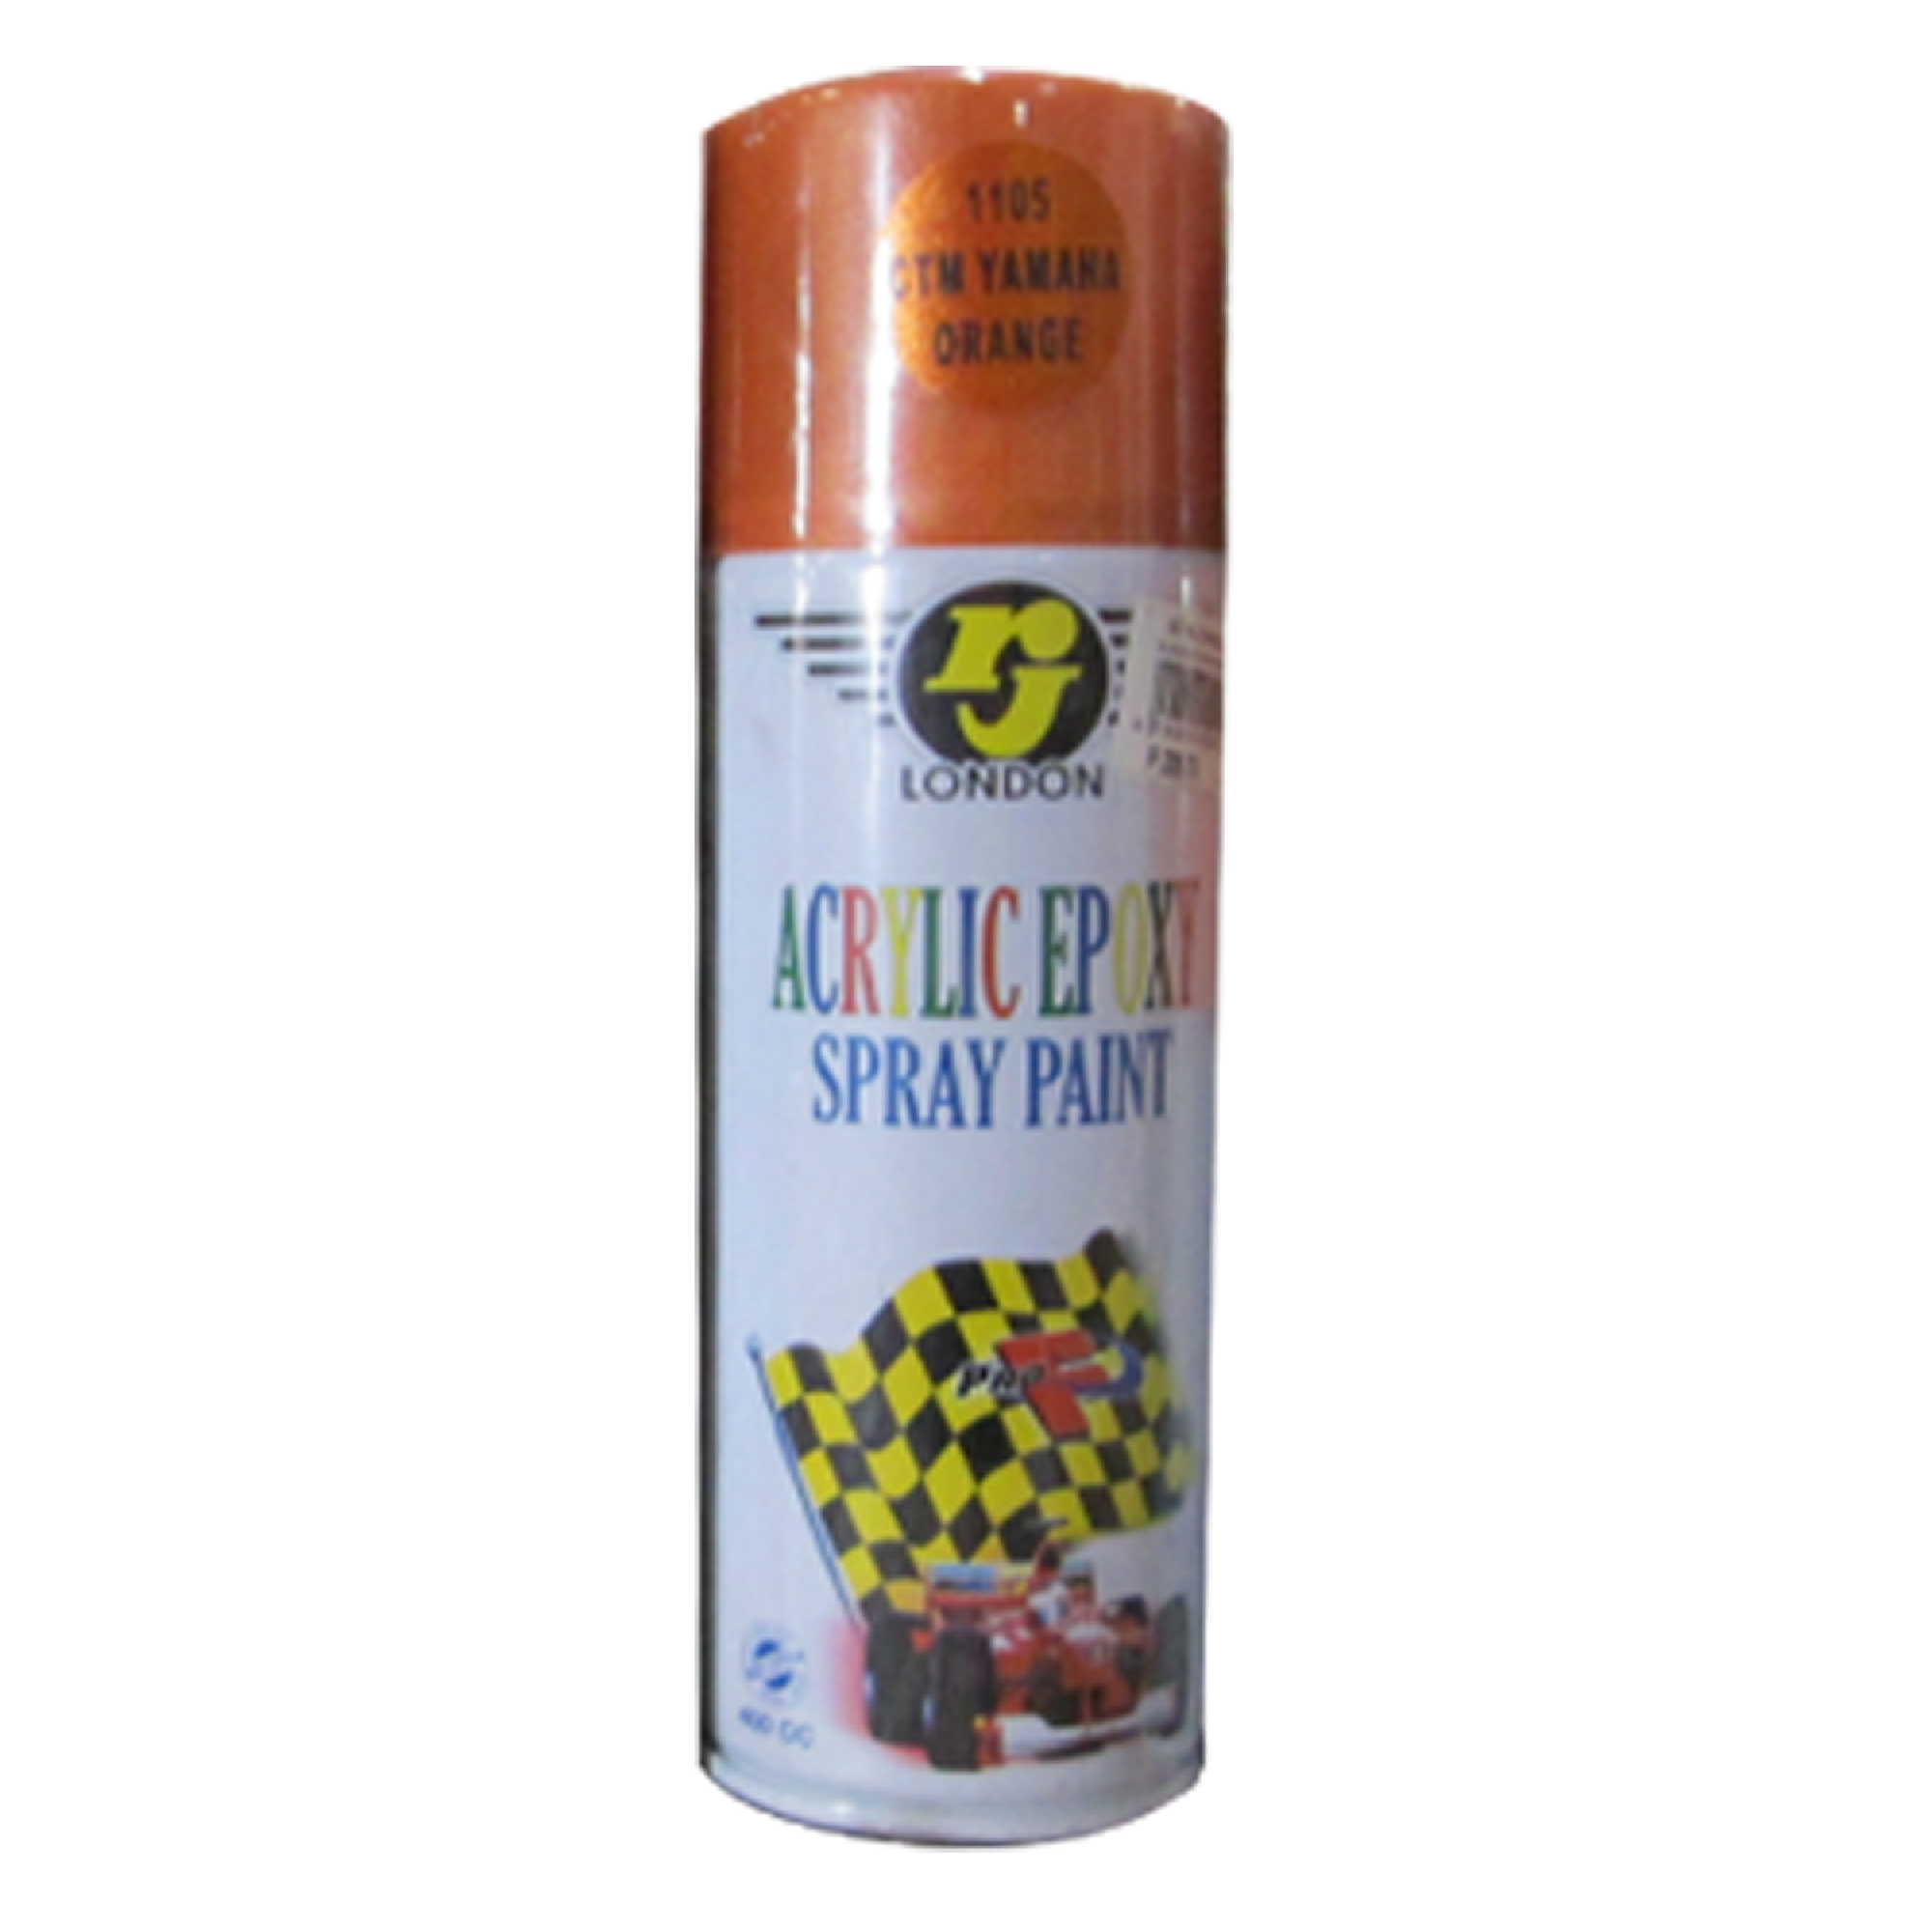 1105
CTM YAMAHA
ORANGE
rj
LONDON
ACRYLIC EPOXY
SPRAY PAINT
PRO
400 CC